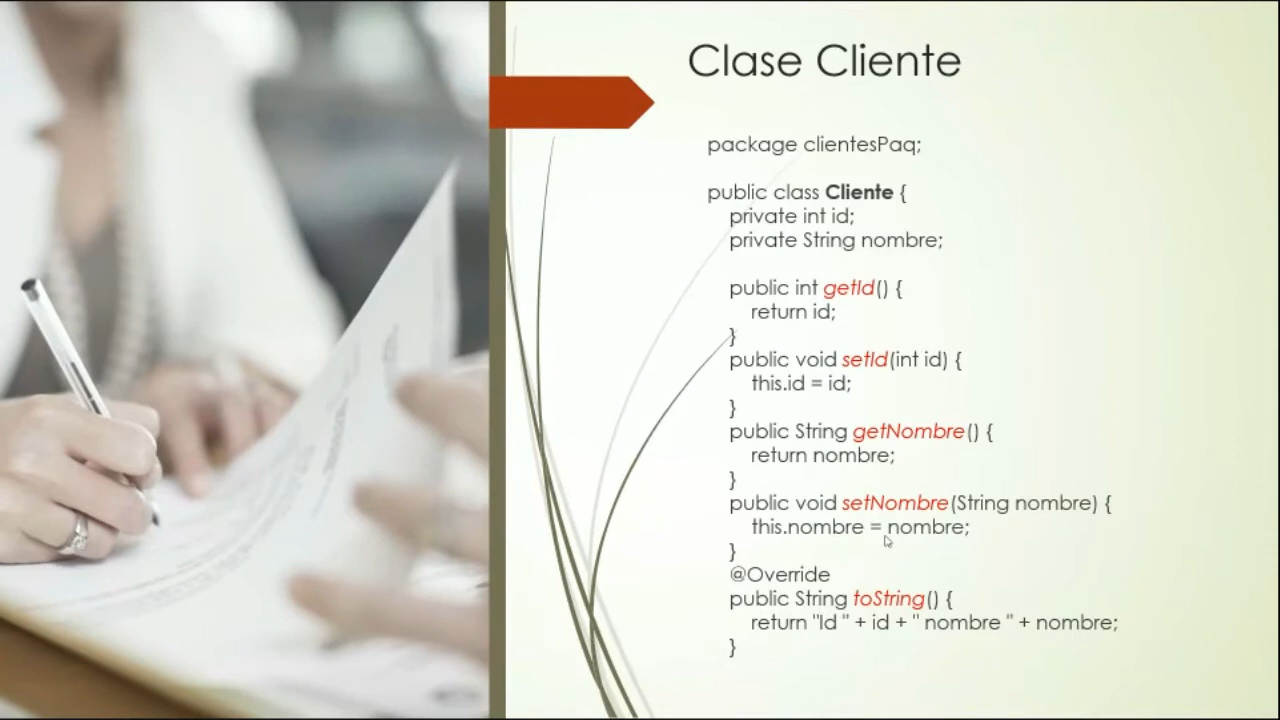 Clase Cliente
package clientesPaq;
public class Cliente {
private int id;
private String nombre;
public int getId() {
return id;
}
public void setId(int id) {
this.id = id;
}
public String getNombre() {
return nombre;
}
public void setNombre(String nombre) {
this.nombre = nombre;
}
@Override
public String toString() {
return "Id " + id + " nombre " + nombre;
}